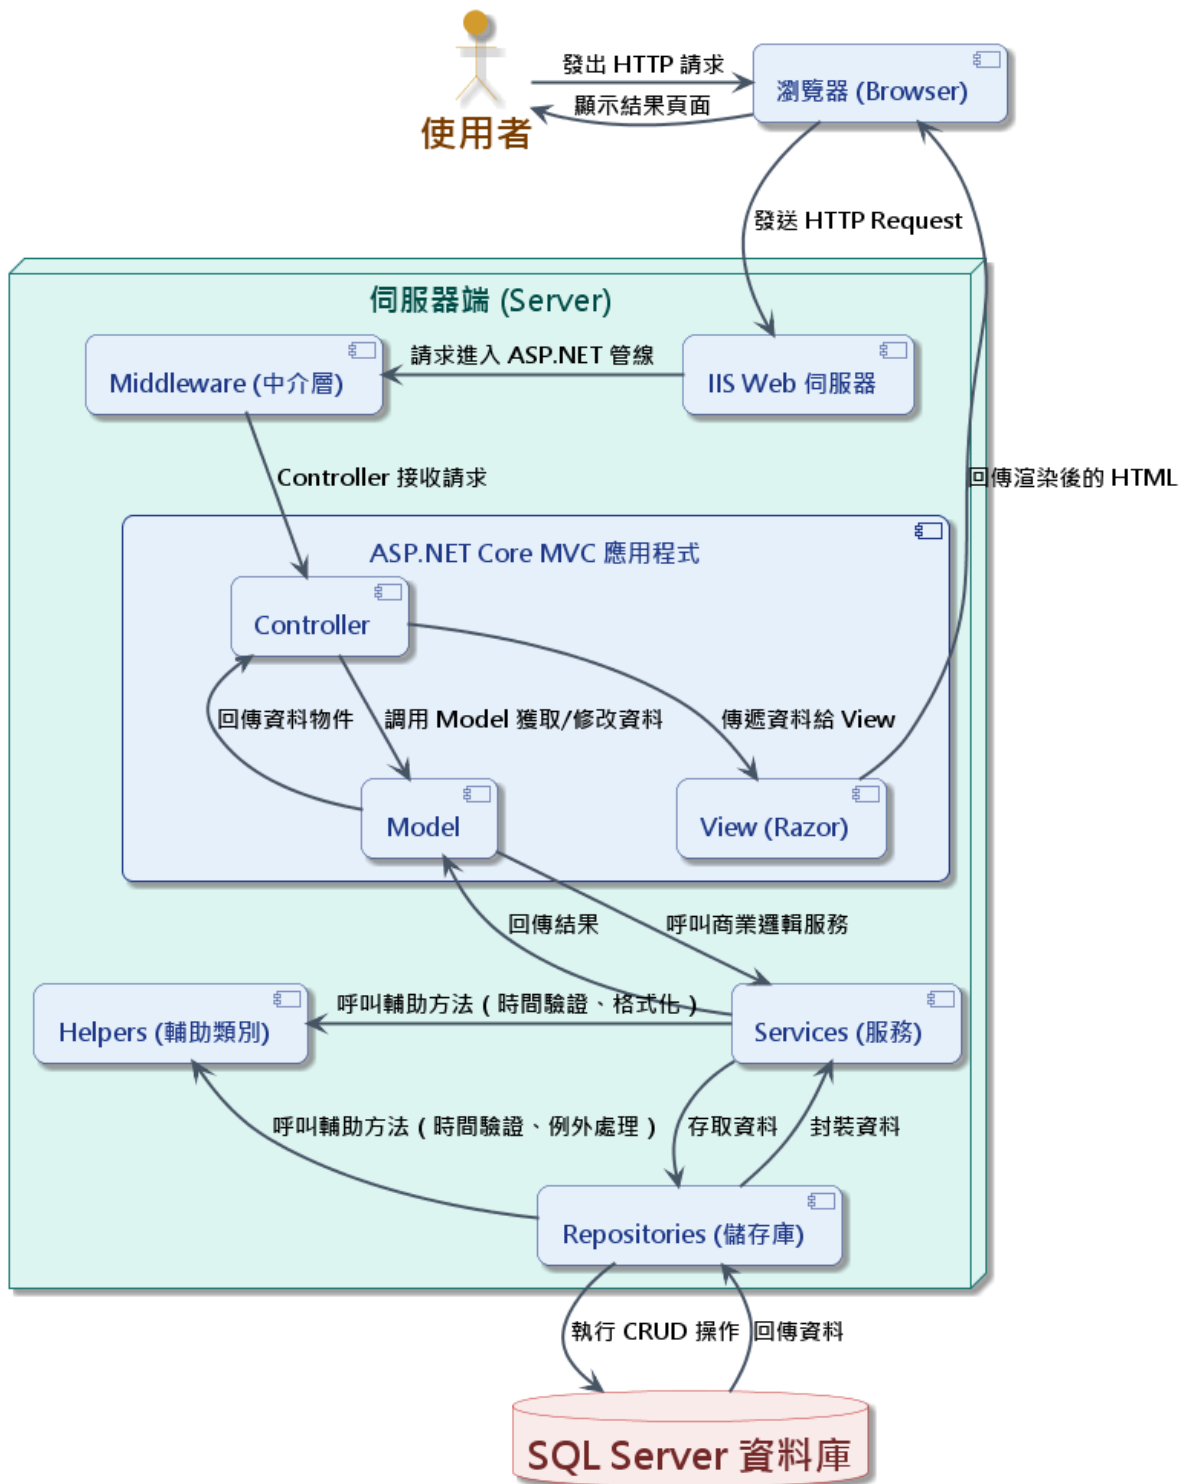 發出 HTTP 請求
瀏覽器 (Browser)
顯示結果頁面
使用者
發送 HTTP Request
伺服器端 (Server)
Middleware (中介層)
請求進入 ASP.NET 管線
IIS Web 伺服器
Controller 接收請求
回傳渲染後的 HTML
ASP.NET Core MVC 應用程式
Controller
回傳資料物件
調用 Model 獲取/修改資料
傳遞資料給 View
Model
View (Razor)
回傳結果
呼叫商業邏輯服務
呼叫輔助方法（時間驗證、格式化）
Helpers (輔助類別)
Services (服務)
呼叫輔助方法（時間驗證、例外處理）
存取資料
封裝資料
Repositories (儲存庫)
執行 CRUD 操作
回傳資料
SQL Server 資料庫